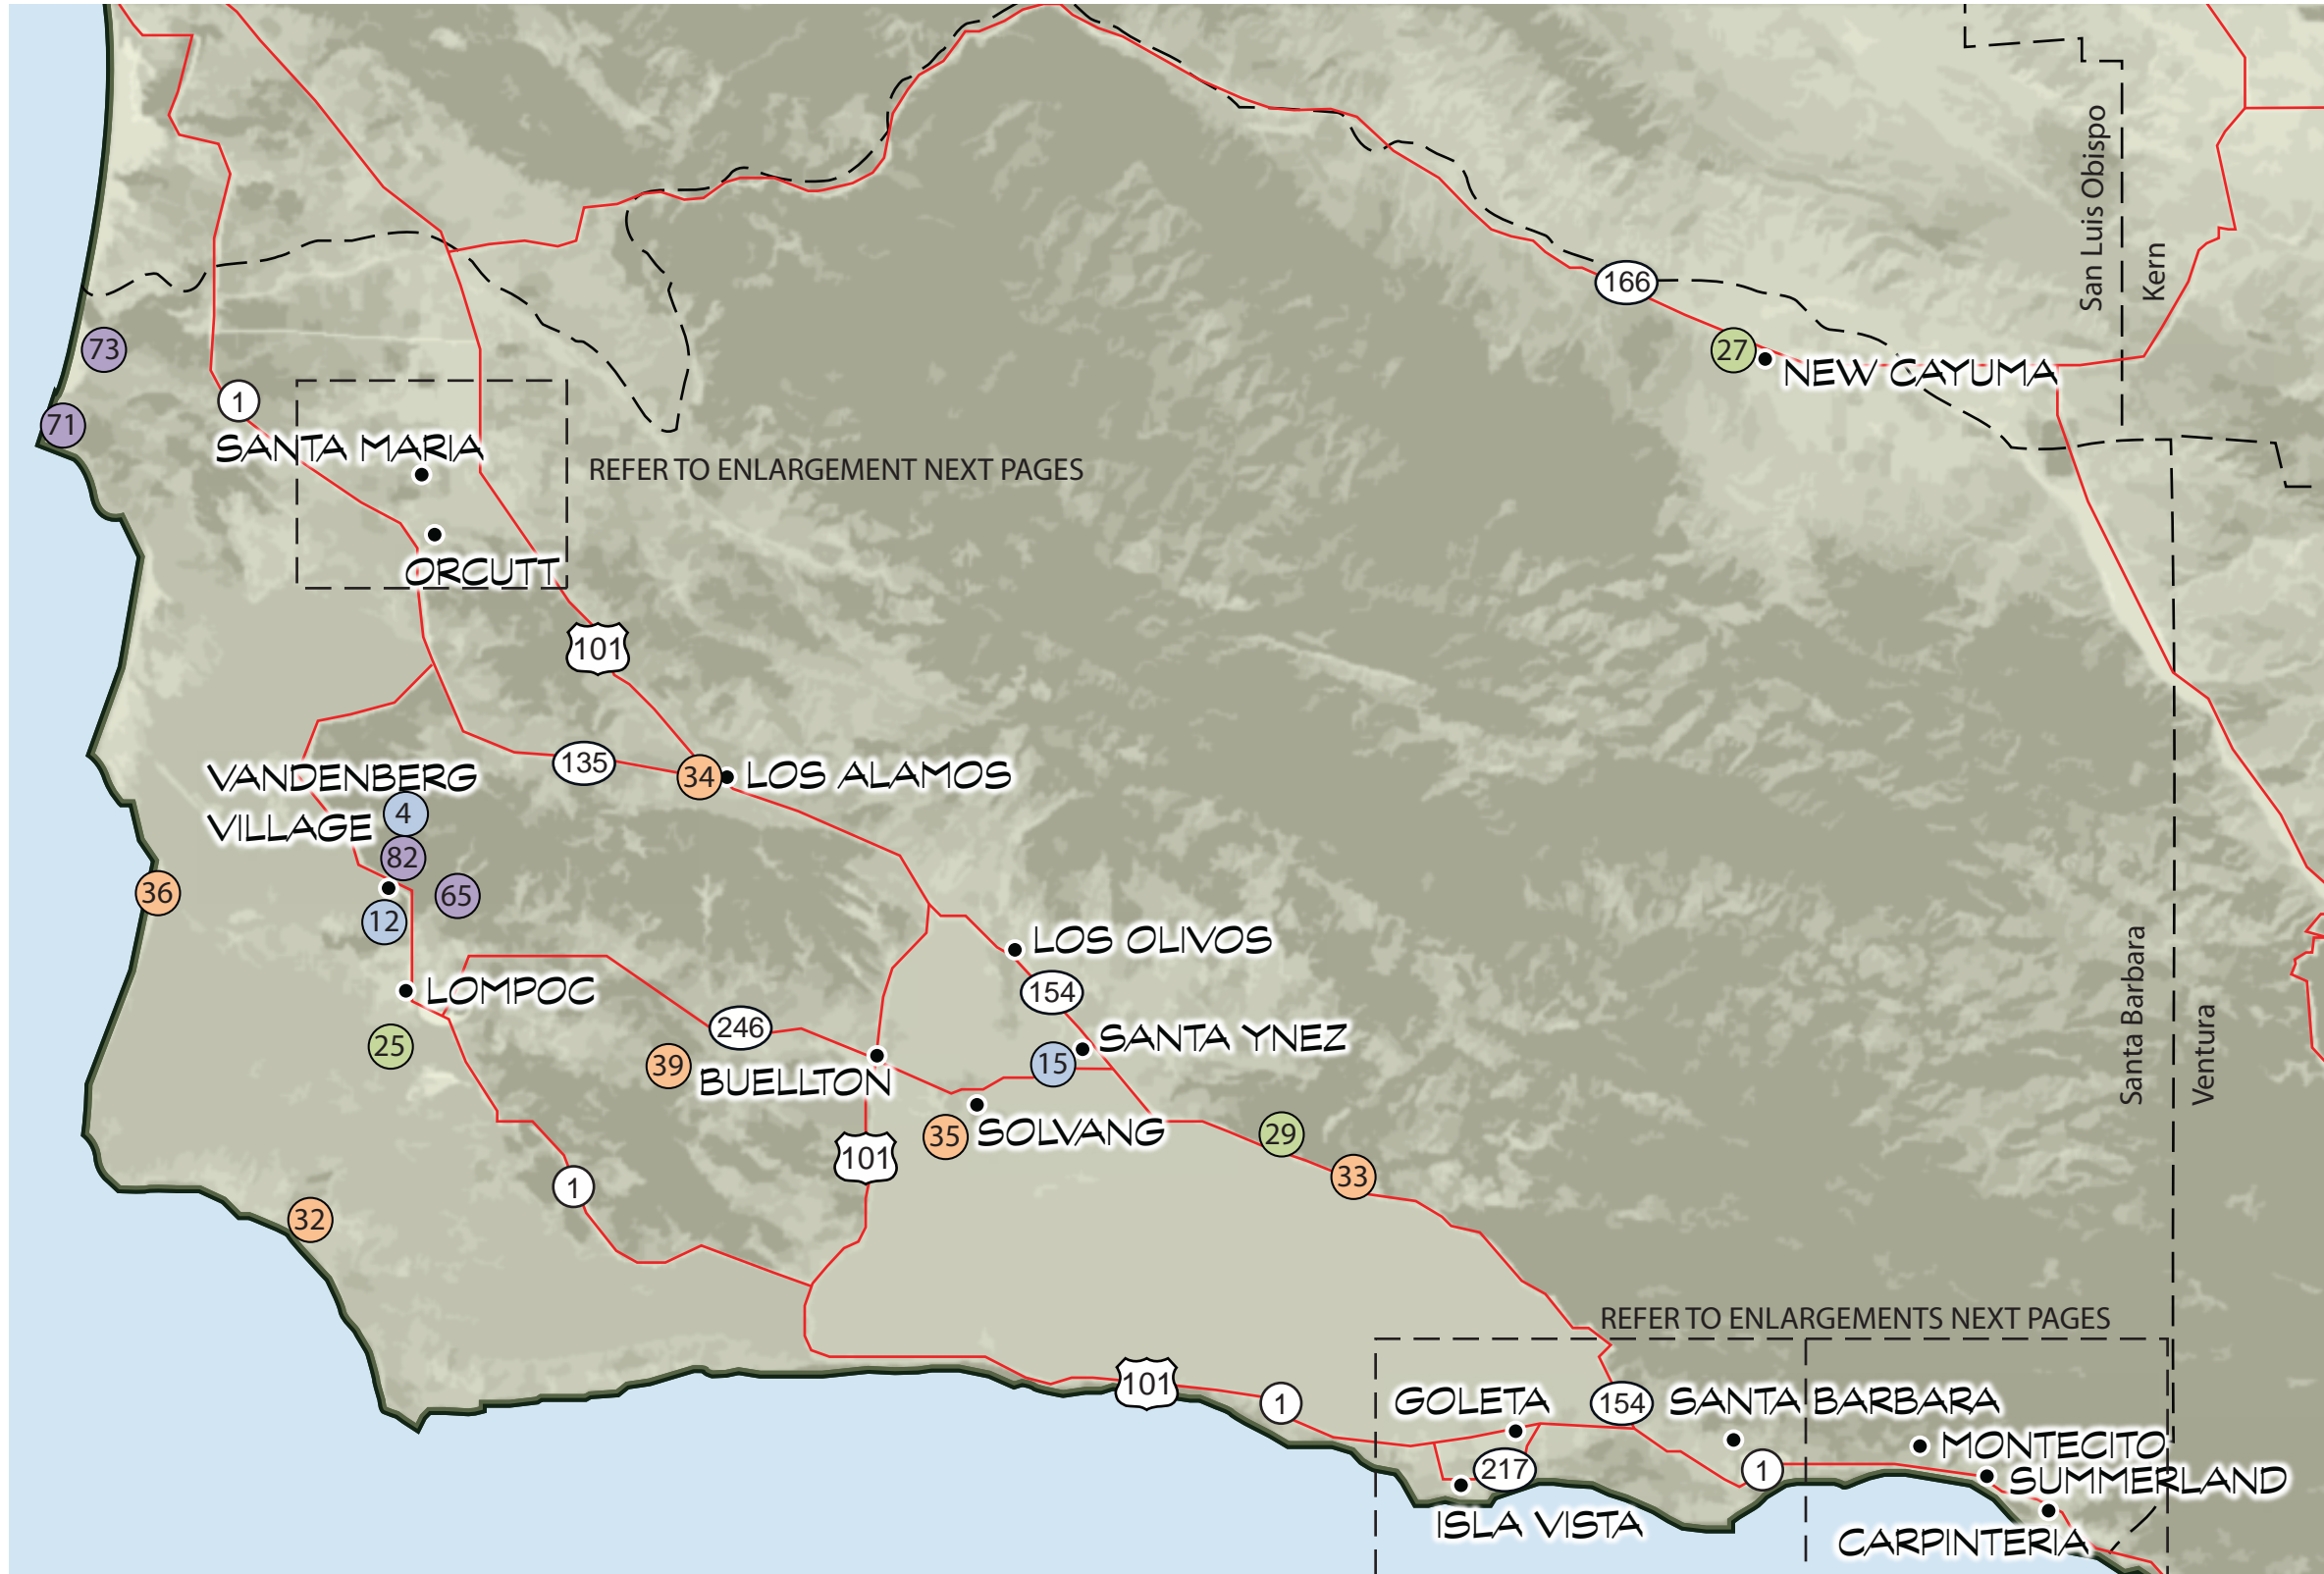 San Luis Obispo
Kern
166
73
27
NEW CAYUMA
1
71
SANTA MARIA
REFER TO ENLARGEMENT NEXT PAGES
ORCUTT
101
135
34
LOS ALAMOS
VANDENBERG
VILLAGE
4
82
36
65
12
LOS OLIVOS
Santa Barbara
Ventura
LOMPOC
154
246
SANTA YNEZ
25
39
15
BUELLTON
35
SOLVANG
29
101
33
1
32
REFER TO ENLARGEMENTS NEXT PAGES
101
1
GOLETA
154
SANTA BARBARA
MONTECITO
217
1
SUMMERLAND
ISLA VISTA
CARPINTERIA